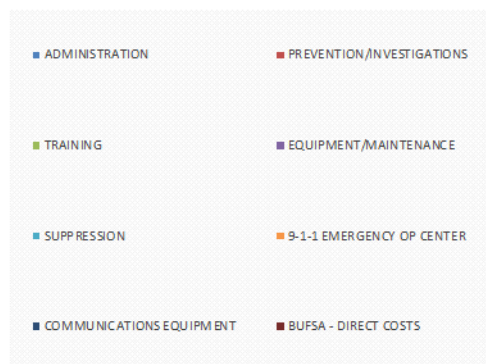 ADMINISTRATION
PREVENTION/INVESTIGATIONS
TRAINING
EQUIPMENT/MAINTENANCE
SUPPRESSION
9-1-1 EMERGENCY OP CENTER
COMMUNICATIONS EQUIPMENT
BUFSA - DIRECT COSTS